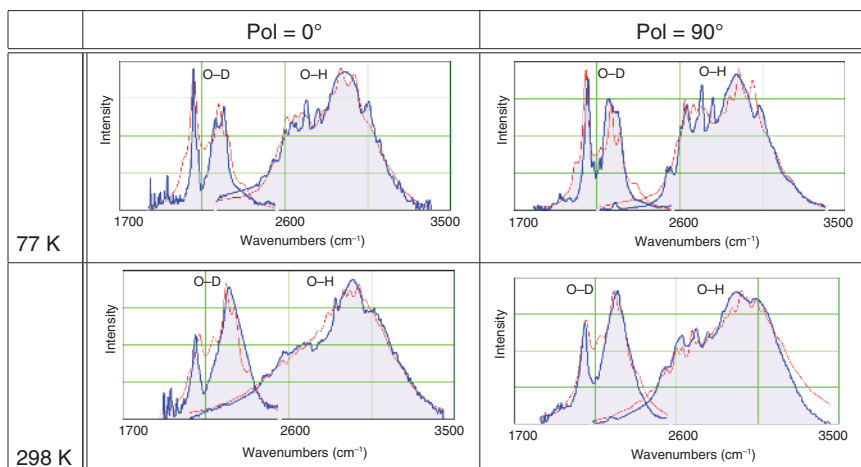 Pol = 0°
Pol = 90°
77 K
Intensity
O–D
O–H
1700
2600
3500
Wavenumbers (cm⁻¹)
Intensity
O–D
O–H
1700
2600
3500
Wavenumbers (cm⁻¹)
298 K
Intensity
O–D
O–H
1700
2600
3500
Wavenumbers (cm⁻¹)
Intensity
O–D
O–H
1700
2600
3500
Wavenumbers (cm⁻¹)